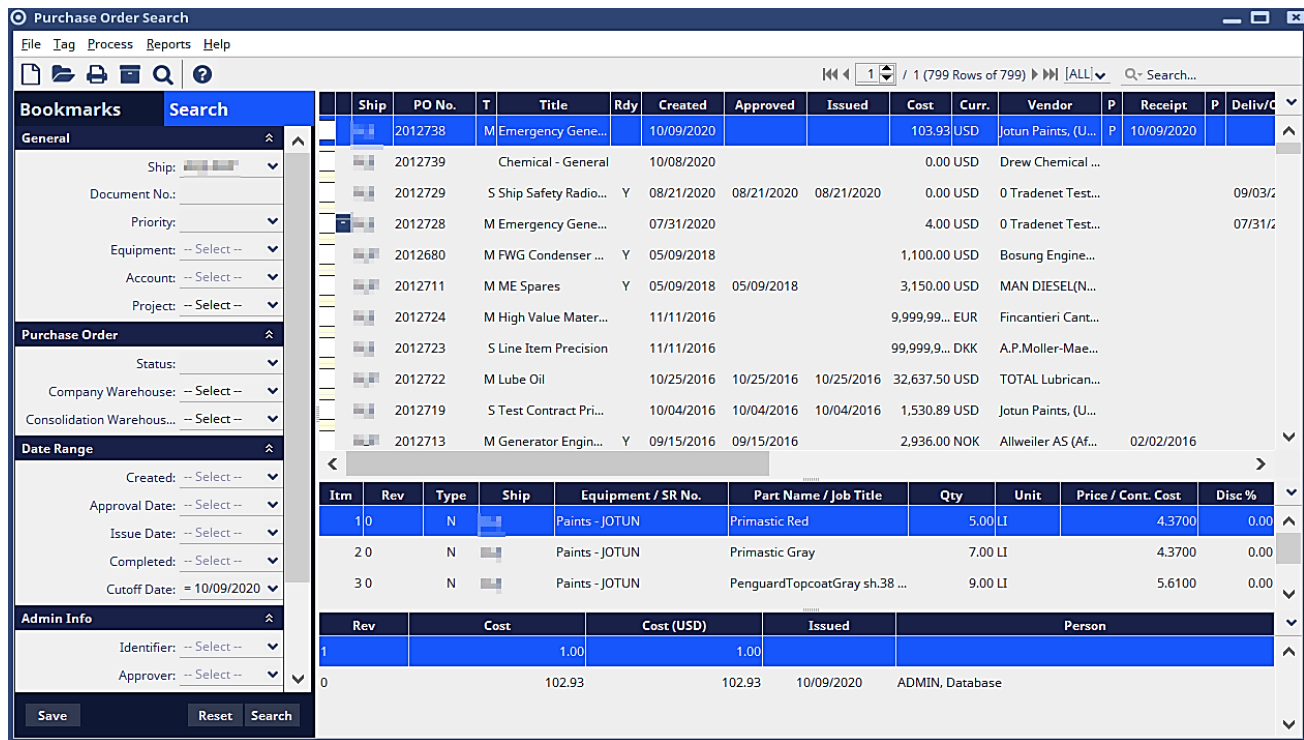 Purchase Order Search
File Tag Process Reports Help
1 / 1 (799 Rows of 799) [ALL] Search...
Bookmarks Search
General
Ship:
Document No.:
Priority:
Equipment: -- Select --
Account: -- Select --
Project: -- Select --
Purchase Order
Status:
Company Warehouse: -- Select --
Consolidation Warehous... -- Select --
Date Range
Created: -- Select --
Approval Date: -- Select --
Issue Date: -- Select --
Completed: -- Select --
Cutoff Date: = 10/09/2020
Admin Info
Identifier: -- Select --
Approver: -- Select --
Save Reset Search
Ship PO No. T Title Rdy Created Approved Issued Cost Curr. Vendor P Receipt P Deliv/C
2012738 M Emergency Gene... 10/09/2020 103.93 USD Jotun Paints, (U... P 10/09/2020
2012739 Chemical - General 10/08/2020 0.00 USD Drew Chemical ...
2012729 S Ship Safety Radio... Y 08/21/2020 08/21/2020 08/21/2020 0.00 USD 0 Tradenet Test... 09/03/2
2012728 M Emergency Gene... 07/31/2020 4.00 USD 0 Tradenet Test... 07/31/2
2012680 M FWG Condenser ... Y 05/09/2018 1,100.00 USD Bosung Engine...
2012711 M ME Spares Y 05/09/2018 05/09/2018 3,150.00 USD MAN DIESEL(N...
2012724 M High Value Mater... 11/11/2016 9,999,99... EUR Fincantieri Cant...
2012723 S Line Item Precision 11/11/2016 99,999,9... DKK A.P.Moller-Mae...
2012722 M Lube Oil 10/25/2016 10/25/2016 10/25/2016 32,637.50 USD TOTAL Lubrican...
2012719 S Test Contract Pri... 10/04/2016 10/04/2016 10/04/2016 1,530.89 USD Jotun Paints, (U...
2012713 M Generator Engin... Y 09/15/2016 09/15/2016 2,936.00 NOK Allweiler AS (Af... 02/02/2016
Itm Rev Type Ship Equipment / SR No. Part Name / Job Title Qty Unit Price / Cont. Cost Disc %
1 0 N Paints - JOTUN Primastic Red 5.00 LI 4.3700 0.00
2 0 N Paints - JOTUN Primastic Gray 7.00 LI 4.3700 0.00
3 0 N Paints - JOTUN PenguardTopcoatGray sh.38 ... 9.00 LI 5.6100 0.00
Rev Cost Cost (USD) Issued Person
1 1.00 1.00
0 102.93 102.93 10/09/2020 ADMIN, Database